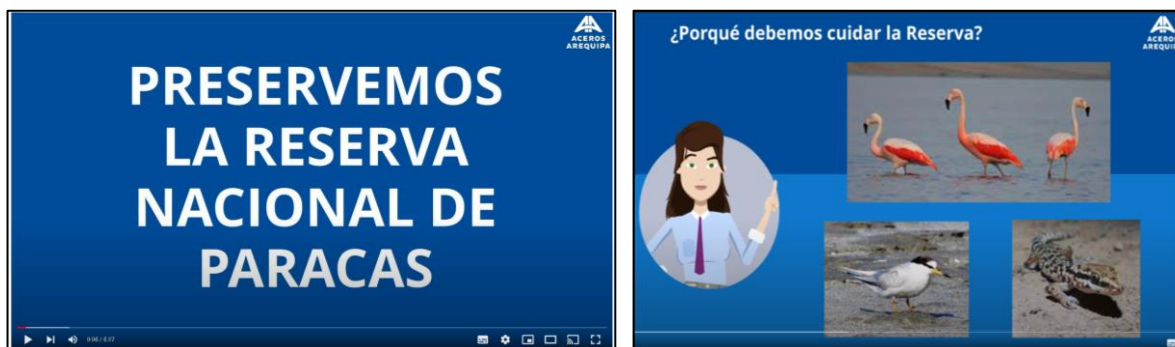 ACEROS
AREQUIPA
PRESERVEMOS
LA RESERVA
NACIONAL DE
PARACAS
¿Porqué debemos cuidar la Reserva?
ACEROS
AREQUIPA